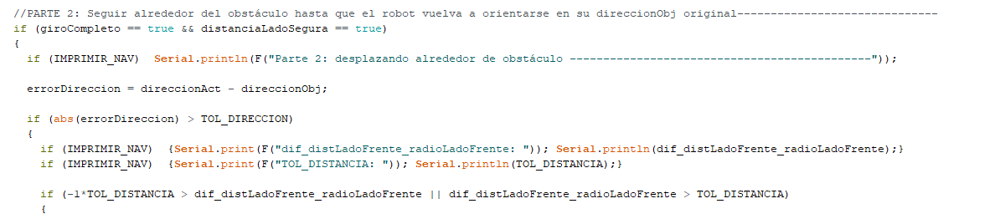 //PARTE 2: Seguir alrededor del obstáculo hasta que el robot vuelva a orientarse en su direccionObj original------------------------------
if (giroCompleto == true && distanciaLadoSegura == true)
{
if (IMPRIMIR_NAV)  Serial.println(F("Parte 2: desplazando alrededor de obstáculo ---------------------------------------------"));
errorDireccion = direccionAct - direccionObj;
if (abs(errorDireccion) > TOL_DIRECCION)
{
if (IMPRIMIR_NAV)  {Serial.print(F("dif_distLadoFrente_radioLadoFrente: ")); Serial.println(dif_distLadoFrente_radioLadoFrente);}
if (IMPRIMIR_NAV)  {Serial.print(F("TOL_DISTANCIA: ")); Serial.println(TOL_DISTANCIA);}
if (-1*TOL_DISTANCIA > dif_distLadoFrente_radioLadoFrente || dif_distLadoFrente_radioLadoFrente > TOL_DISTANCIA)
{